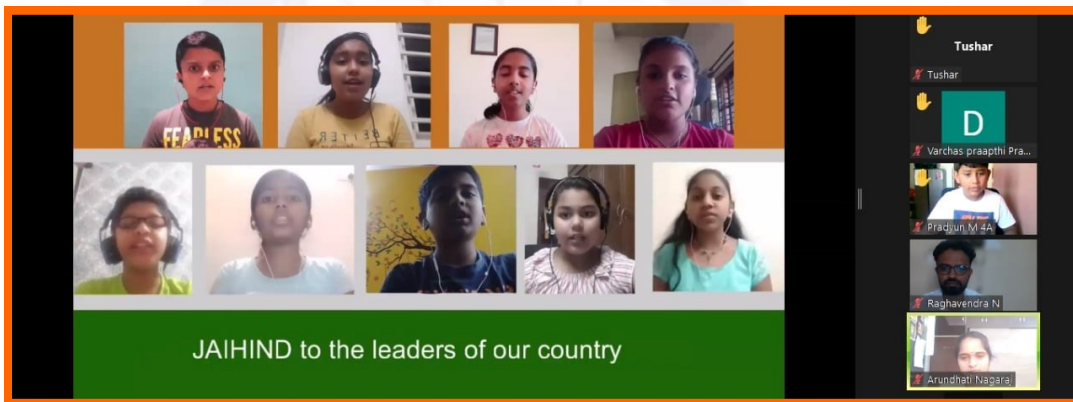 FEARLESS
JAIHIND to the leaders of our country
Tushar
Tushar
D
Varchas praapthi Pra...
Pradyun M 4A
Raghavendra N
Arundhati Nagaraj